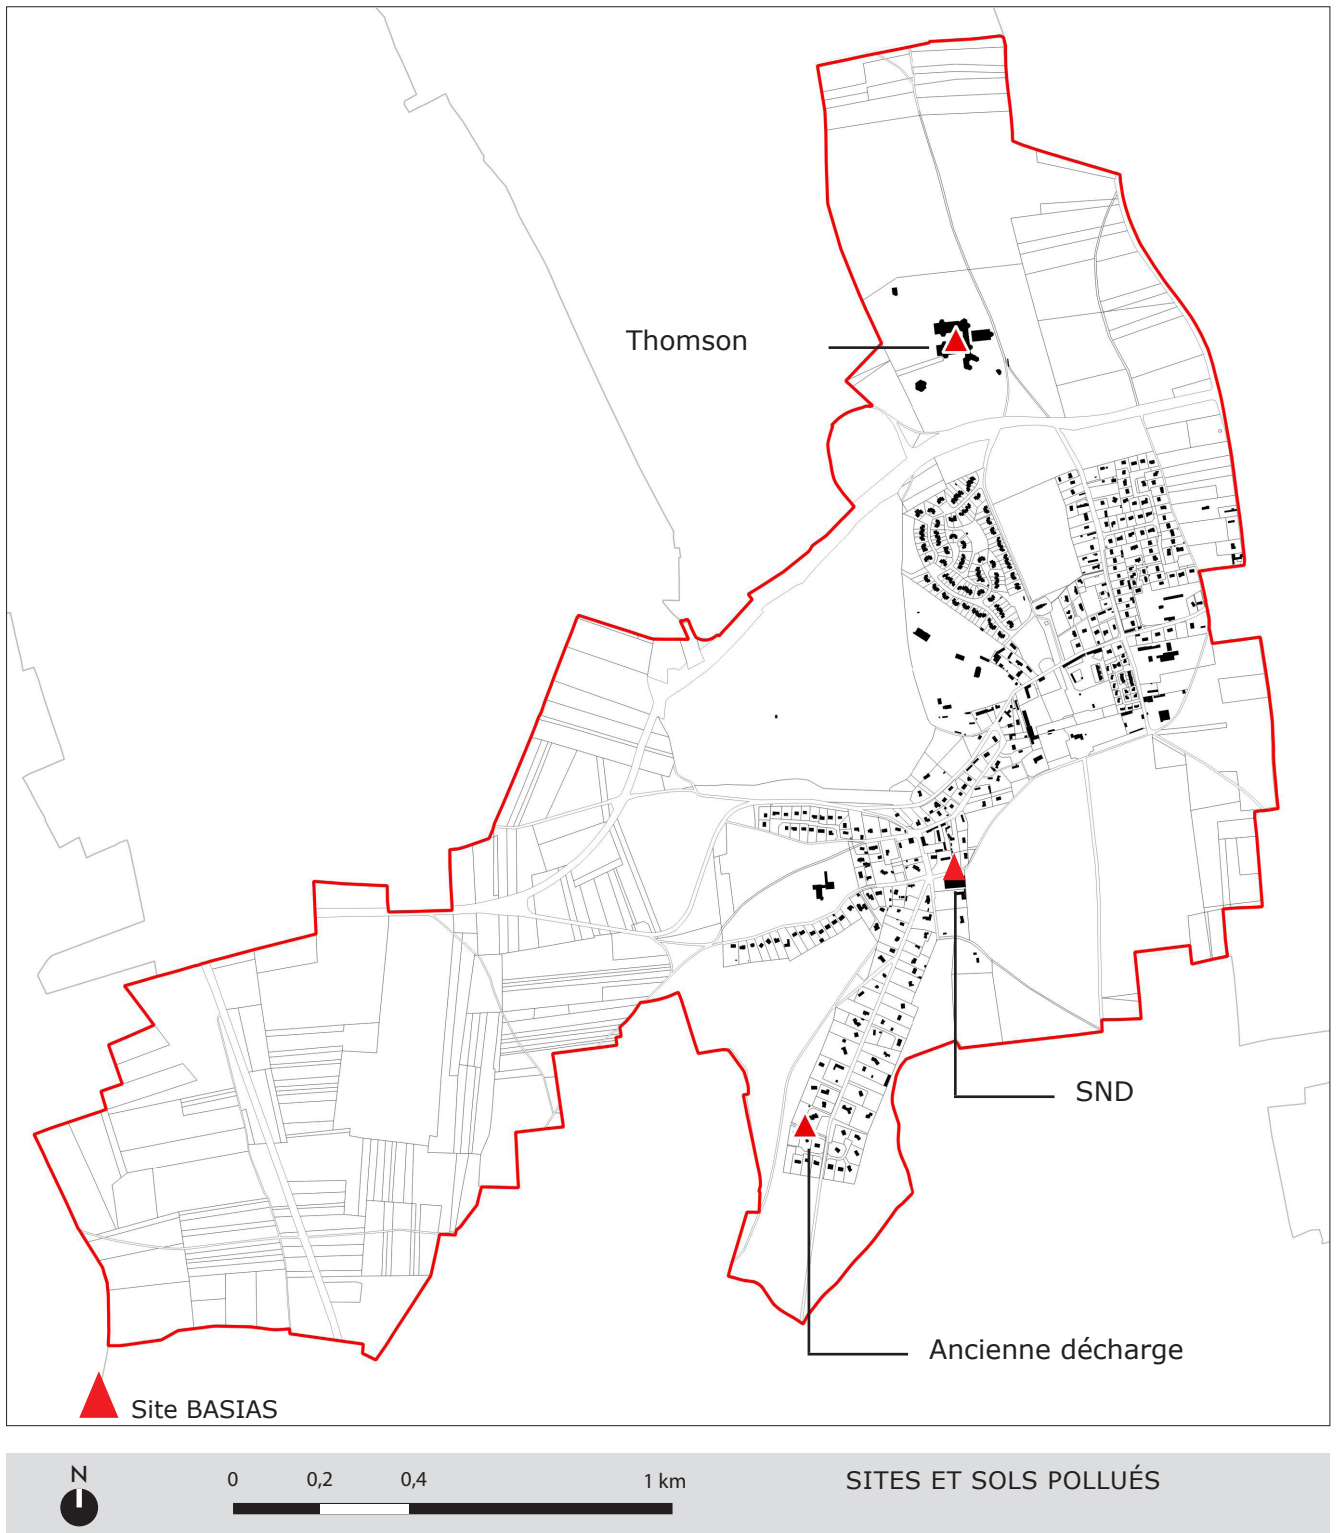 Thomson
SND
Ancienne décharge
Site BASIAS
N
0 0,2 0,4 1 km
SITES ET SOLS POLLUÉS